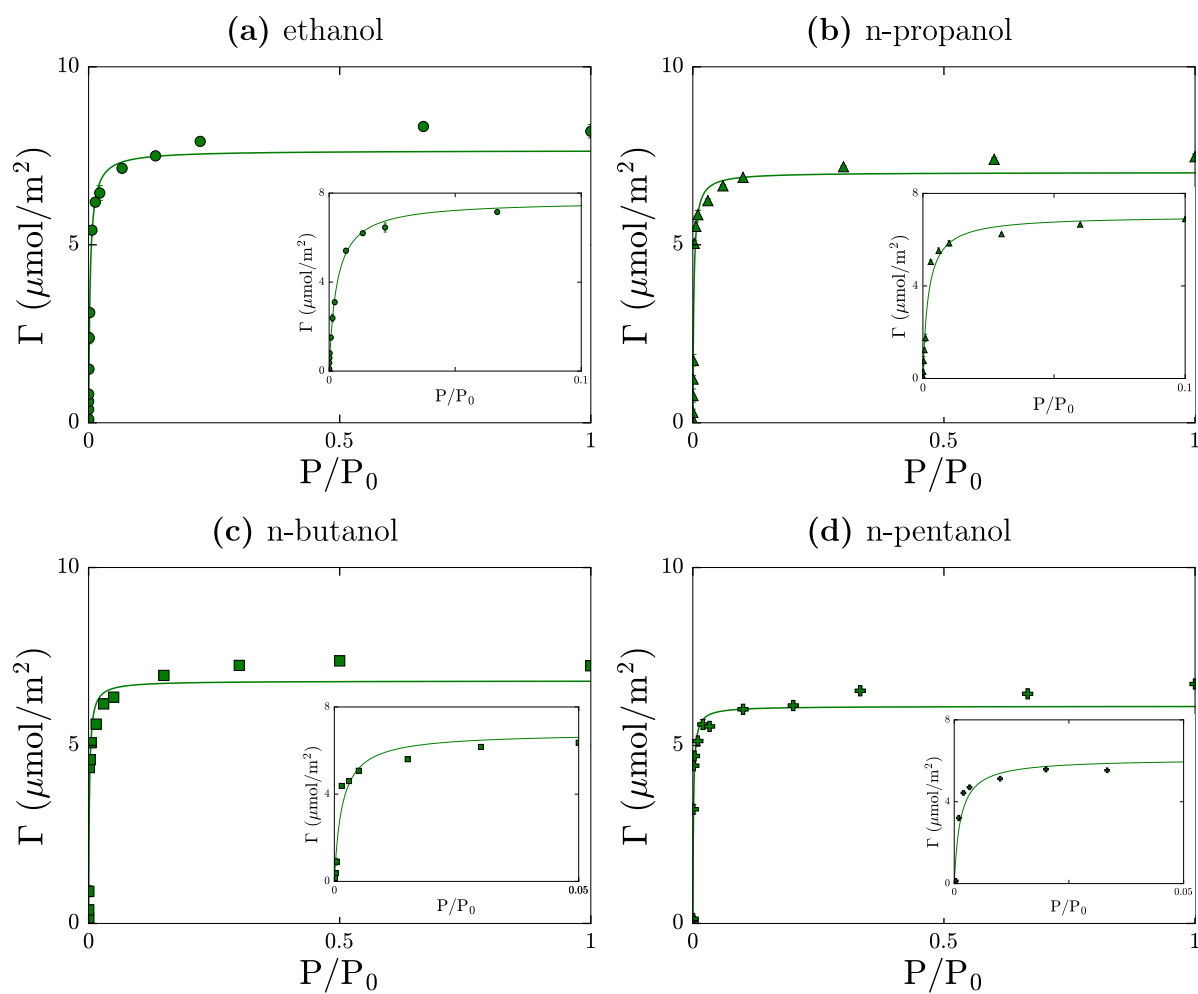 (a) ethanol
10
5
0
Γ (μmol/m²)
0
0.5
1
P/P₀
8
4
0
Γ (μmol/m²)
0
0.1
P/P₀
(b) n-propanol
10
5
0
Γ (μmol/m²)
0
0.5
1
P/P₀
8
4
0
Γ (μmol/m²)
0
0.1
P/P₀
(c) n-butanol
10
5
0
Γ (μmol/m²)
0
0.5
1
P/P₀
8
4
0
Γ (μmol/m²)
0
0.05
P/P₀
(d) n-pentanol
10
5
0
Γ (μmol/m²)
0
0.5
1
P/P₀
8
4
0
Γ (μmol/m²)
0
0.05
P/P₀